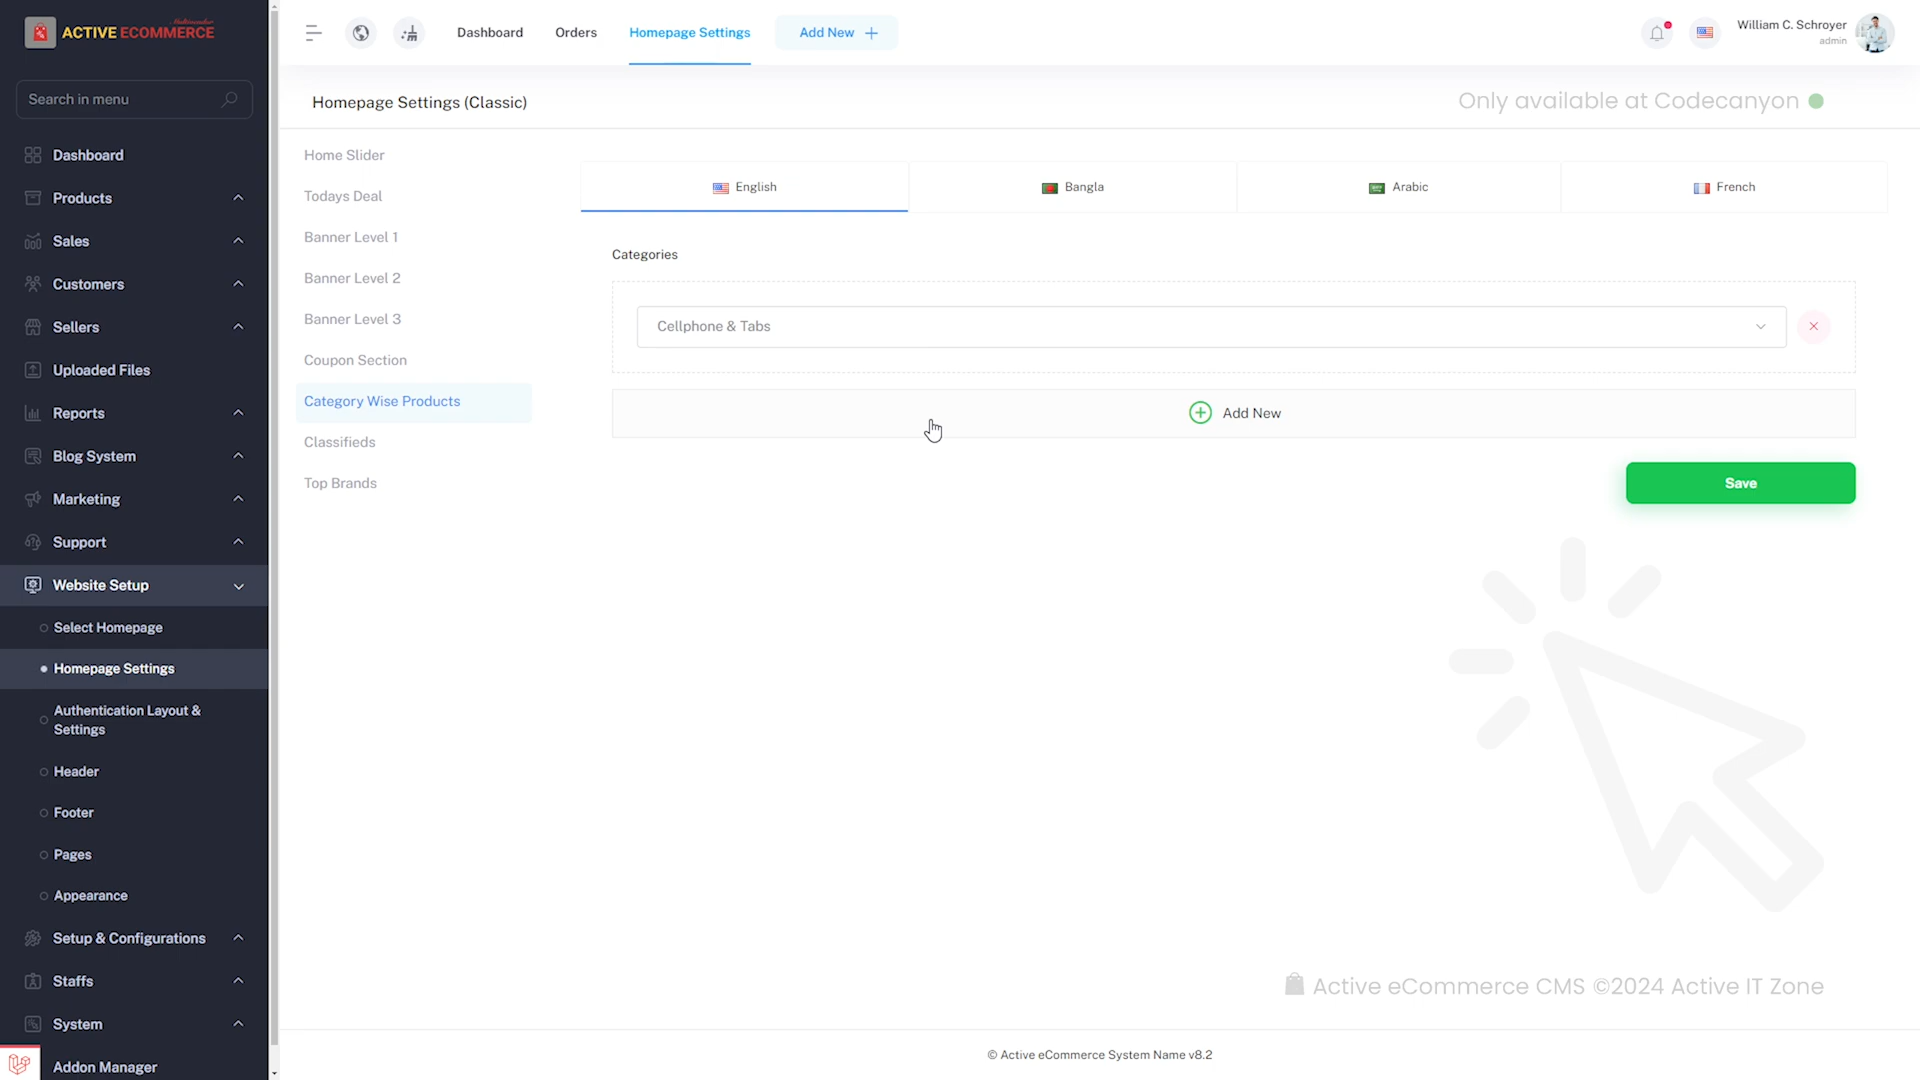 Multivendor
ACTIVE ECOMMERCE
Search in menu
Dashboard
Products
Sales
Customers
Sellers
Uploaded Files
Reports
Blog System
Marketing
Support
Website Setup
Select Homepage
Homepage Settings
Authentication Layout &
Settings
Header
Footer
Pages
Appearance
Setup & Configurations
Staffs
System
Addon Manager
Dashboard
Orders
Homepage Settings
Add New
William C. Schroyer
admin
Homepage Settings (Classic)
Only available at Codecanyon
Home Slider
Todays Deal
Banner Level 1
Banner Level 2
Banner Level 3
Coupon Section
Category Wise Products
Classifieds
Top Brands
English
Bangla
Arabic
French
Categories
Cellphone & Tabs
Add New
Save
Active eCommerce CMS ©2024 Active IT Zone
© Active eCommerce System Name v8.2